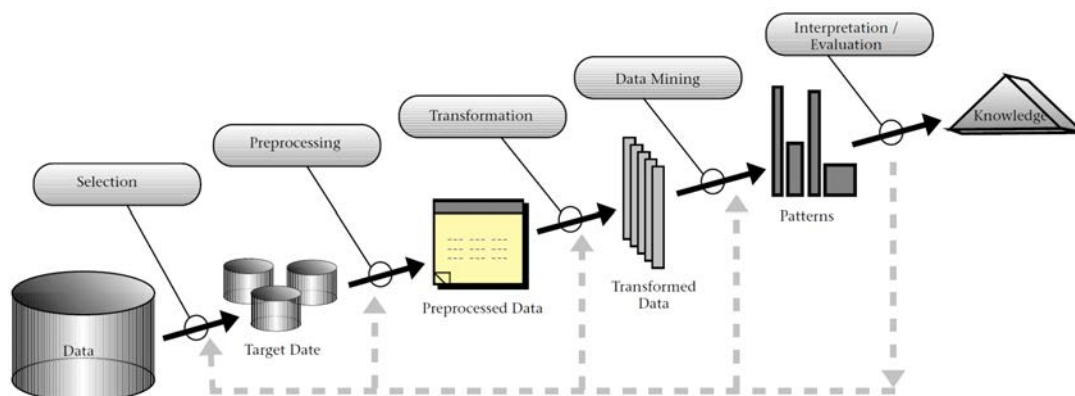 Interpretation /
Evaluation
Data Mining
Transformation
Preprocessing
Selection
Knowledge
Patterns
Transformed
Data
Preprocessed Data
Target Date
Data